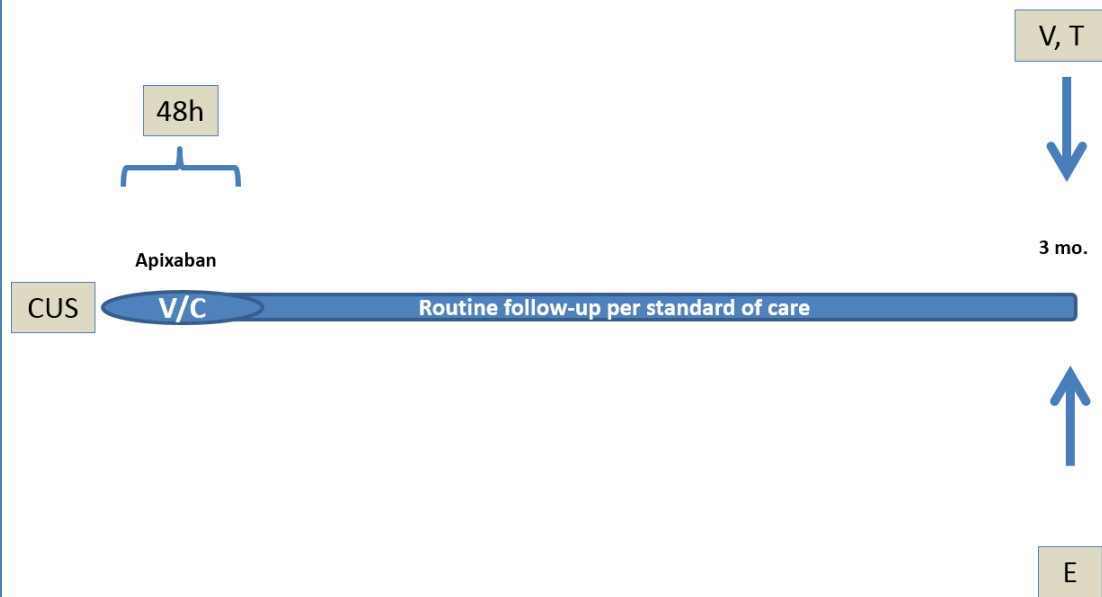 V, T
48h
Apixaban
3 mo.
CUS
V/C
Routine follow-up per standard of care
E